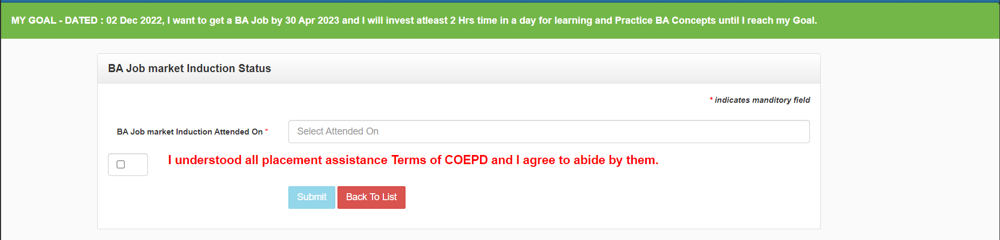 MY GOAL - DATED : 02 Dec 2022, I want to get a BA Job by 30 Apr 2023 and I will invest atleast 2 Hrs time in a day for learning and Practice BA Concepts until I reach my Goal.
BA Job market Induction Status
* indicates manditory field
BA Job market Induction Attended On *
Select Attended On
I understood all placement assistance Terms of COEPD and I agree to abide by them.
Submit
Back To List